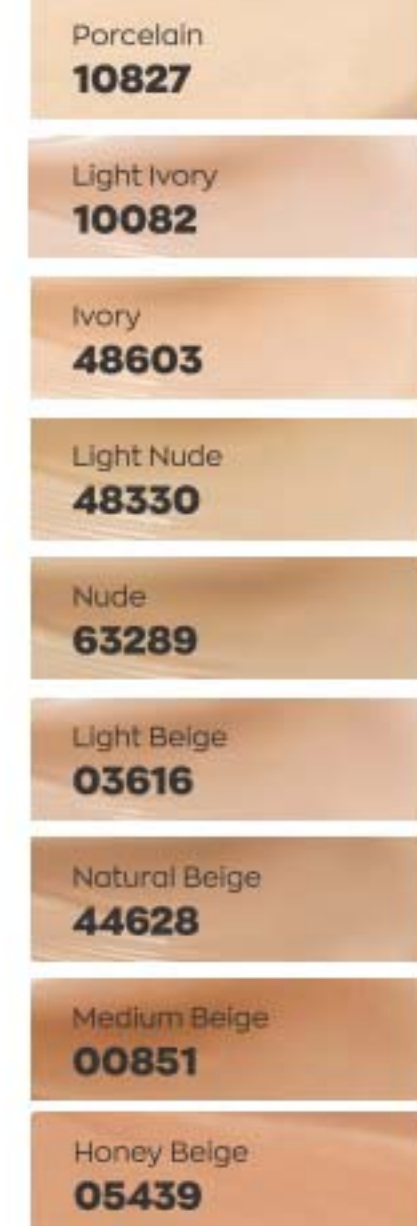 Porcelain
10827
Light Ivory
10082
Ivory
48603
Light Nude
48330
Nude
63289
Light Beige
03616
Natural Beige
44628
Medium Beige
00851
Honey Beige
05439